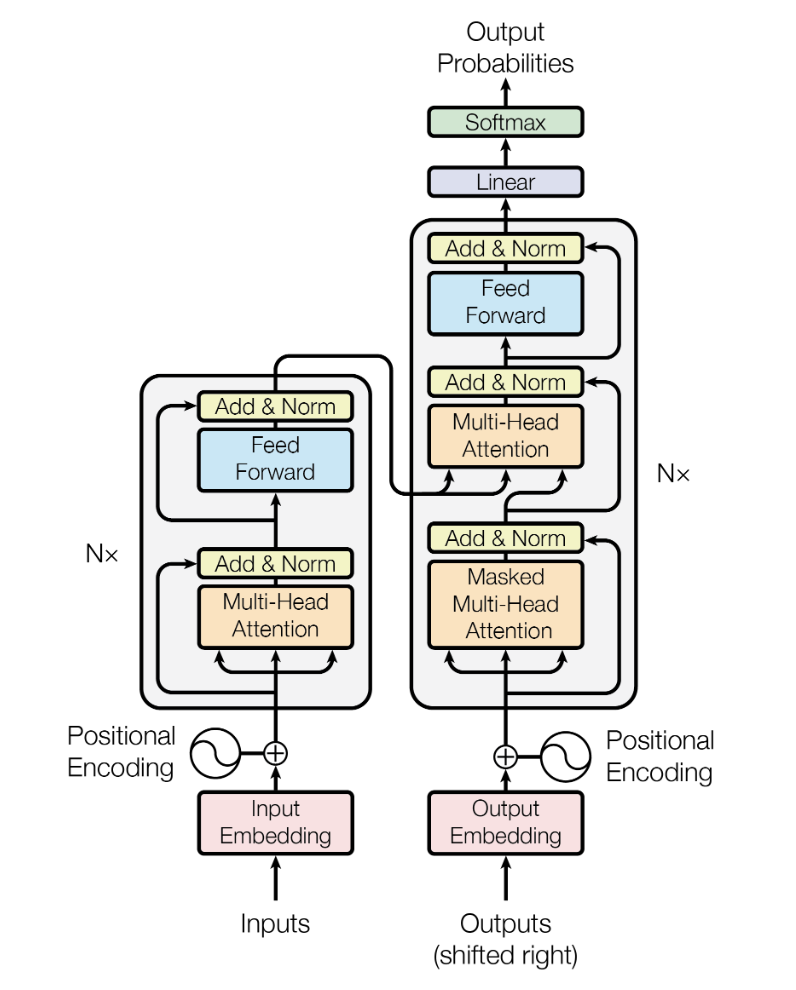 Output
Probabilities
Softmax
Linear
Add & Norm
Feed
Forward
Add & Norm
Multi-Head
Attention
Nx
Add & Norm
Masked
Multi-Head
Attention
Add & Norm
Feed
Forward
Nx
Add & Norm
Multi-Head
Attention
Positional
Encoding
Positional
Encoding
Input
Embedding
Output
Embedding
Inputs
Outputs
(shifted right)